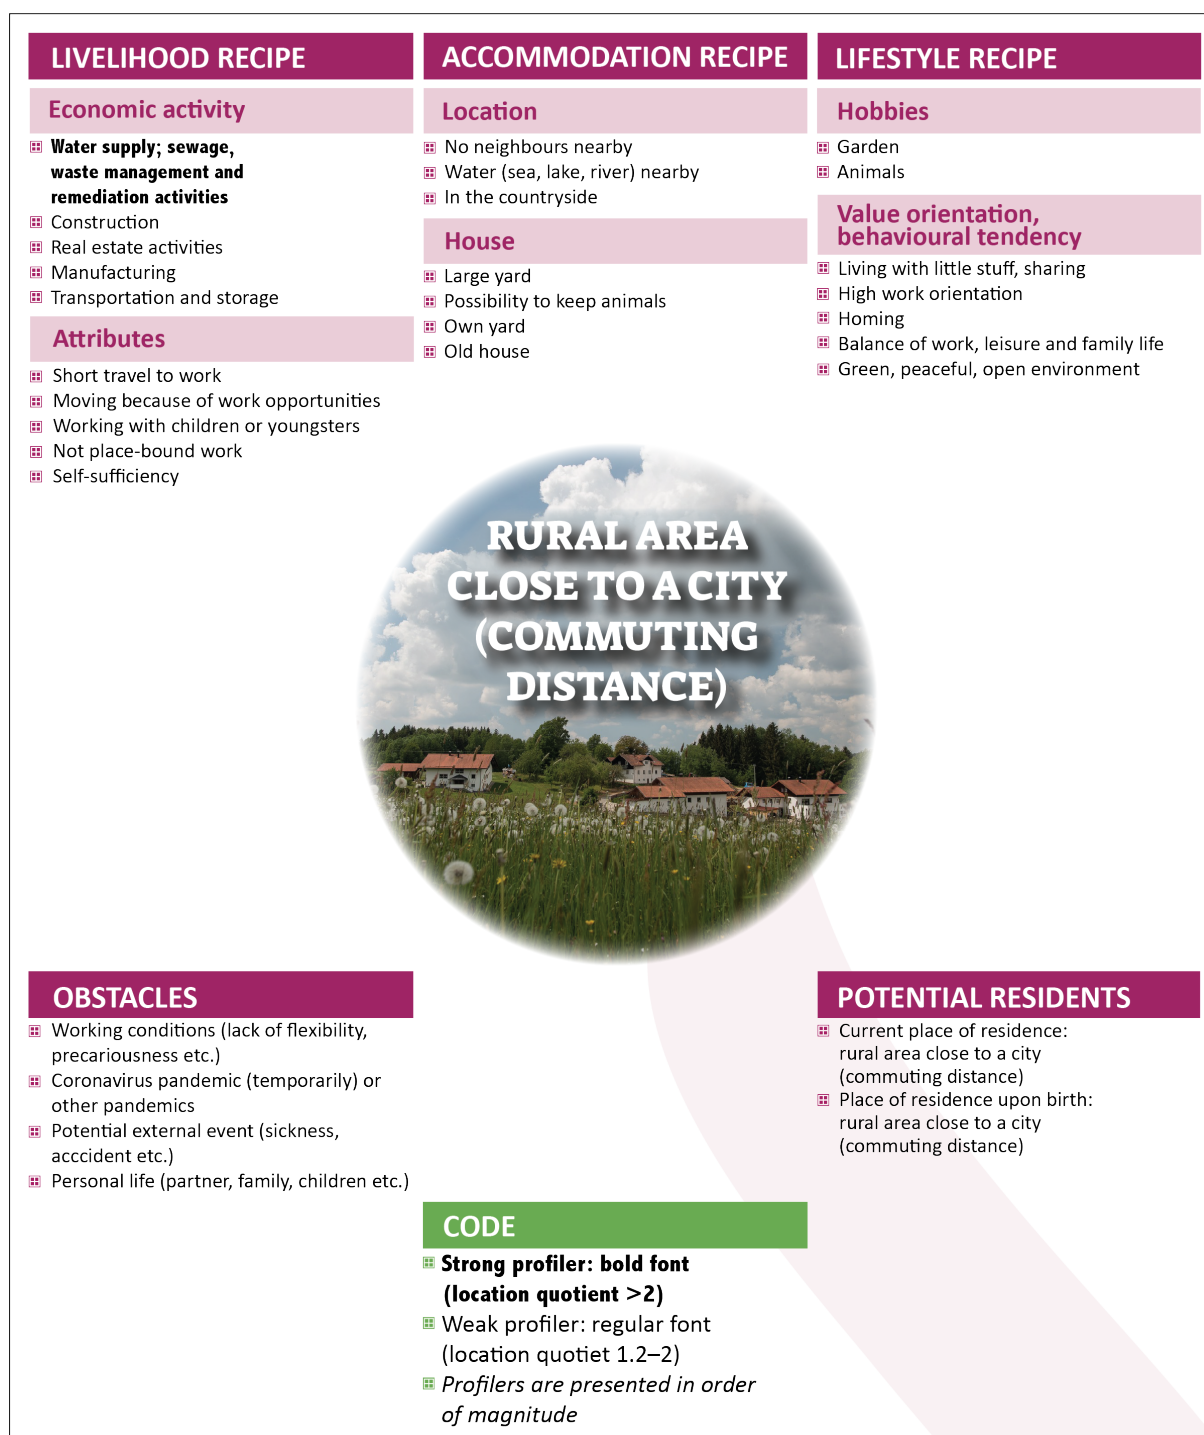 LIVELIHOOD RECIPE
Economic activity
Water supply; sewage,
waste management and
remediation activities
Construction
Real estate activities
Manufacturing
Transportation and storage
Attributes
Short travel to work
Moving because of work opportunities
Working with children or youngsters
Not place-bound work
Self-sufficiency
ACCOMMODATION RECIPE
Location
No neighbours nearby
Water (sea, lake, river) nearby
In the countryside
House
Large yard
Possibility to keep animals
Own yard
Old house
LIFESTYLE RECIPE
Hobbies
Garden
Animals
Value orientation,
behavioural tendency
Living with little stuff, sharing
High work orientation
Homing
Balance of work, leisure and family life
Green, peaceful, open environment
RURAL AREA
CLOSE TO A CITY
(COMMUTING
DISTANCE)
OBSTACLES
Working conditions (lack of flexibility,
precariousness etc.)
Coronavirus pandemic (temporarily) or
other pandemics
Potential external event (sickness,
acccident etc.)
Personal life (partner, family, children etc.)
POTENTIAL RESIDENTS
Current place of residence:
rural area close to a city
(commuting distance)
Place of residence upon birth:
rural area close to a city
(commuting distance)
CODE
Strong profiler: bold font
(location quotient >2)
Weak profiler: regular font
(location quotiet 1.2–2)
Profilers are presented in order
of magnitude